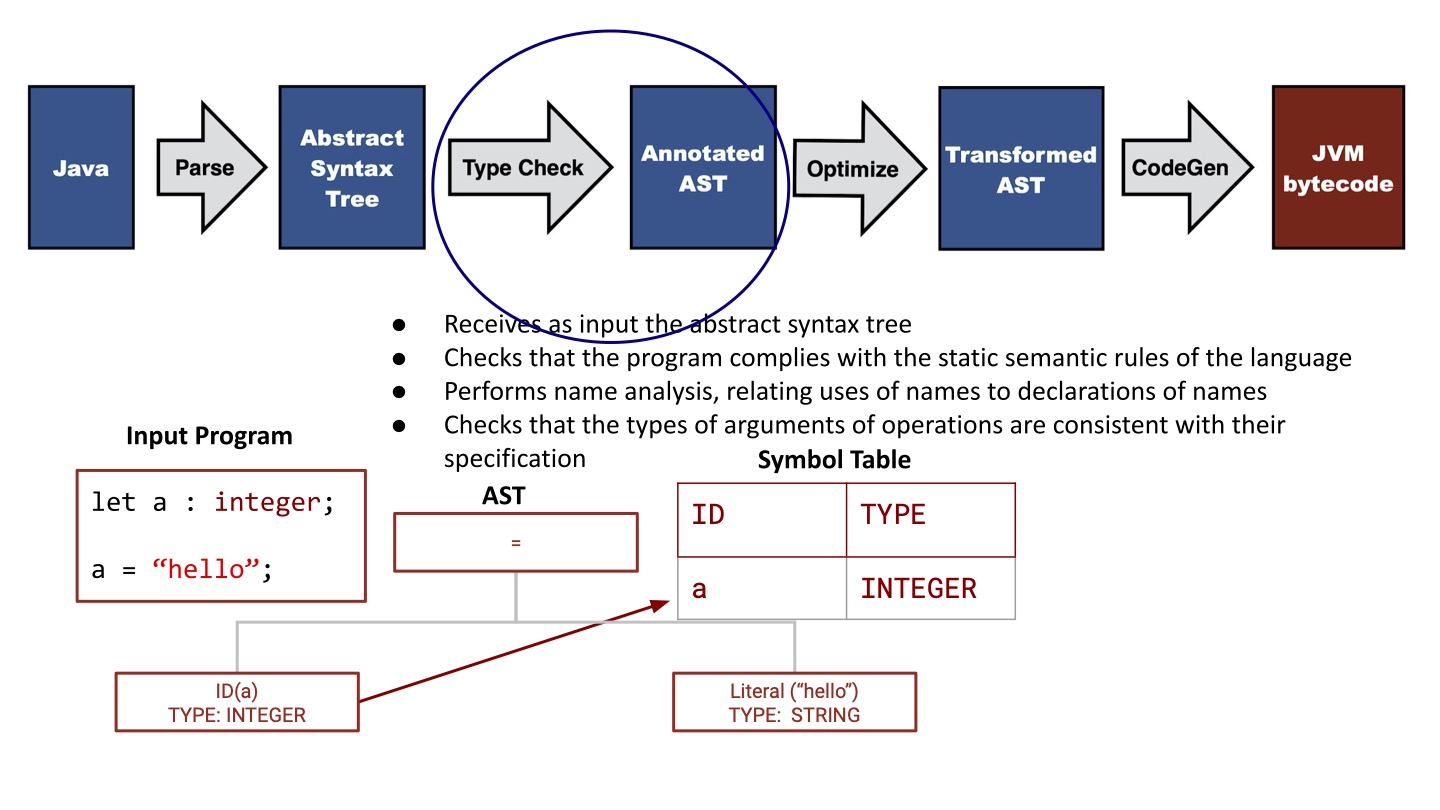 Java
Parse
Abstract
Syntax
Tree
Type Check
Annotated
AST
Optimize
Transformed
AST
CodeGen
JVM
bytecode
● Receives as input the abstract syntax tree
● Checks that the program complies with the static semantic rules of the language
● Performs name analysis, relating uses of names to declarations of names
● Checks that the types of arguments of operations are consistent with their
specification
Input Program
let a : integer;
a = “hello”;
AST
=
ID(a)
TYPE: INTEGER
Literal (“hello”)
TYPE: STRING
Symbol Table
ID TYPE
a INTEGER